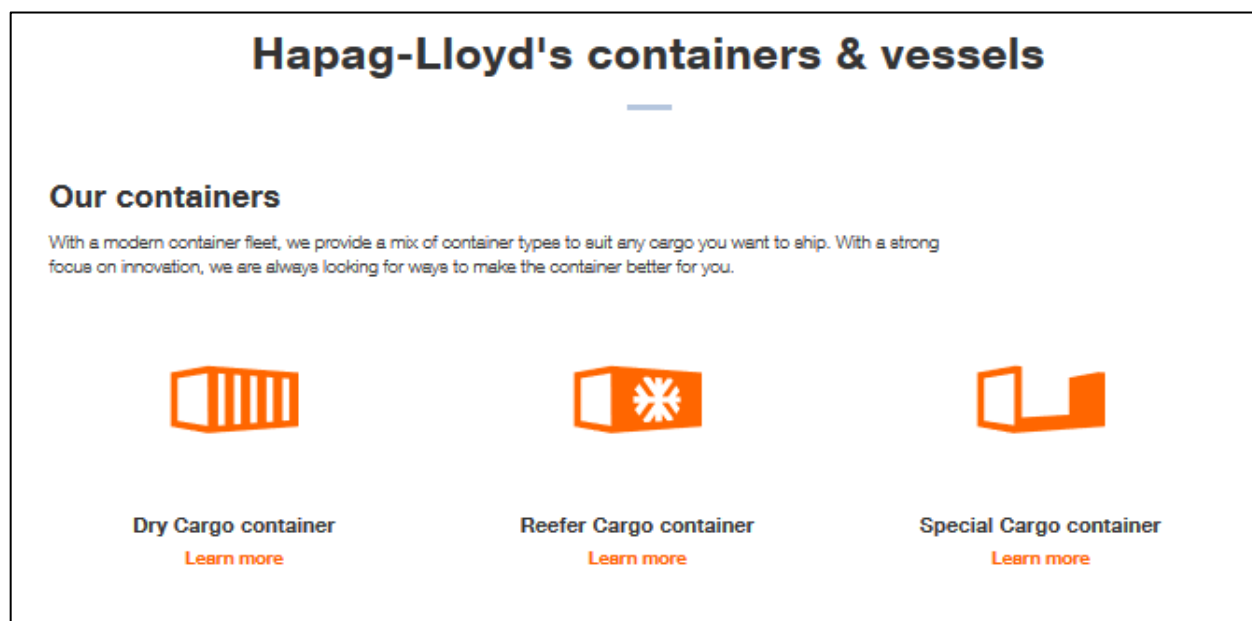 Hapag-Lloyd's containers & vessels
Our containers
With a modern container fleet, we provide a mix of container types to suit any cargo you want to ship. With a strong
focus on innovation, we are always looking for ways to make the container better for you.
Dry Cargo container
Reefer Cargo container
Special Cargo container
Learn more
Learn more
Learn more